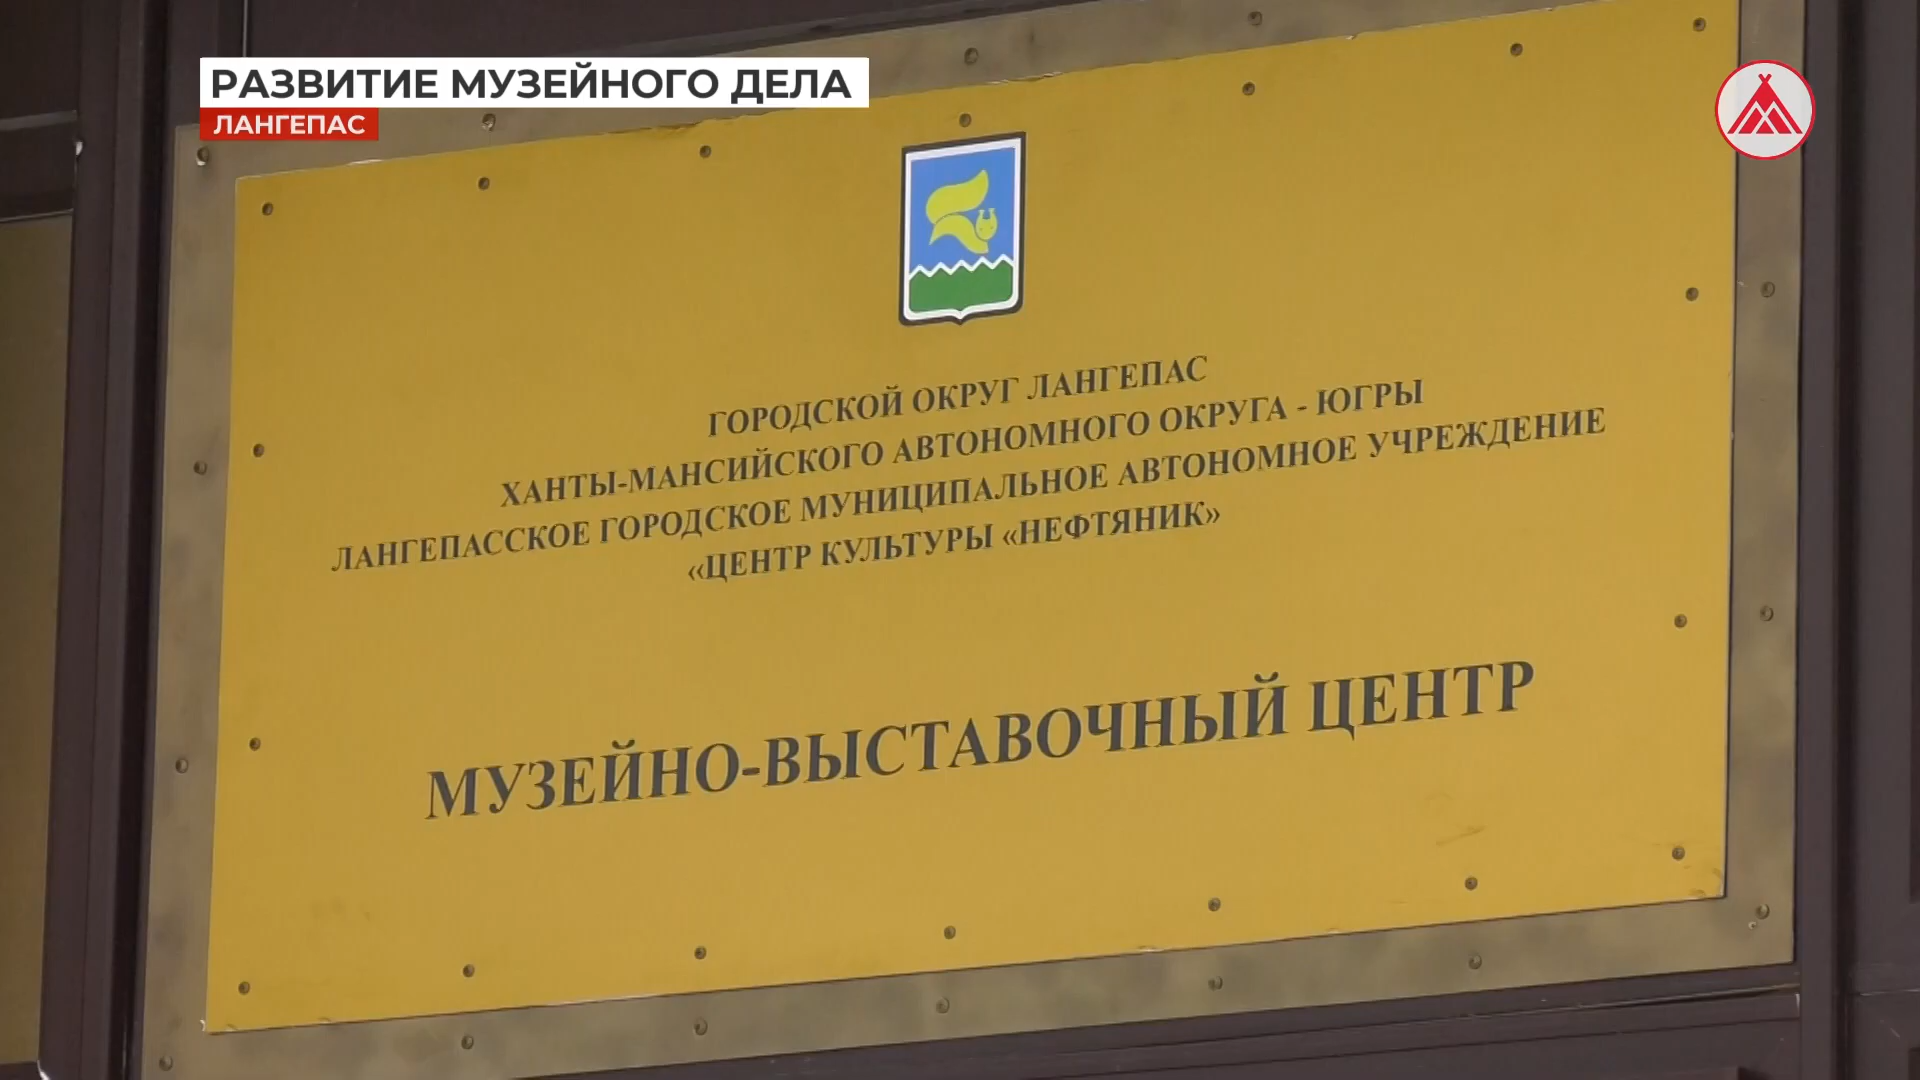 РАЗВИТИЕ МУЗЕЙНОГО ДЕЛА
ЛАНГЕПАС
ГОРОДСКОЙ ОКРУГ ЛАНГЕПАС
ХАНТЫ-МАНСИЙСКОГО АВТОНОМНОГО ОКРУГА - ЮГРЫ
ЛАНГЕПАССКОЕ ГОРОДСКОЕ МУНИЦИПАЛЬНОЕ АВТОНОМНОЕ УЧРЕЖДЕНИЕ
«ЦЕНТР КУЛЬТУРЫ «НЕФТЯНИК»
МУЗЕЙНО-ВЫСТАВОЧНЫЙ ЦЕНТР